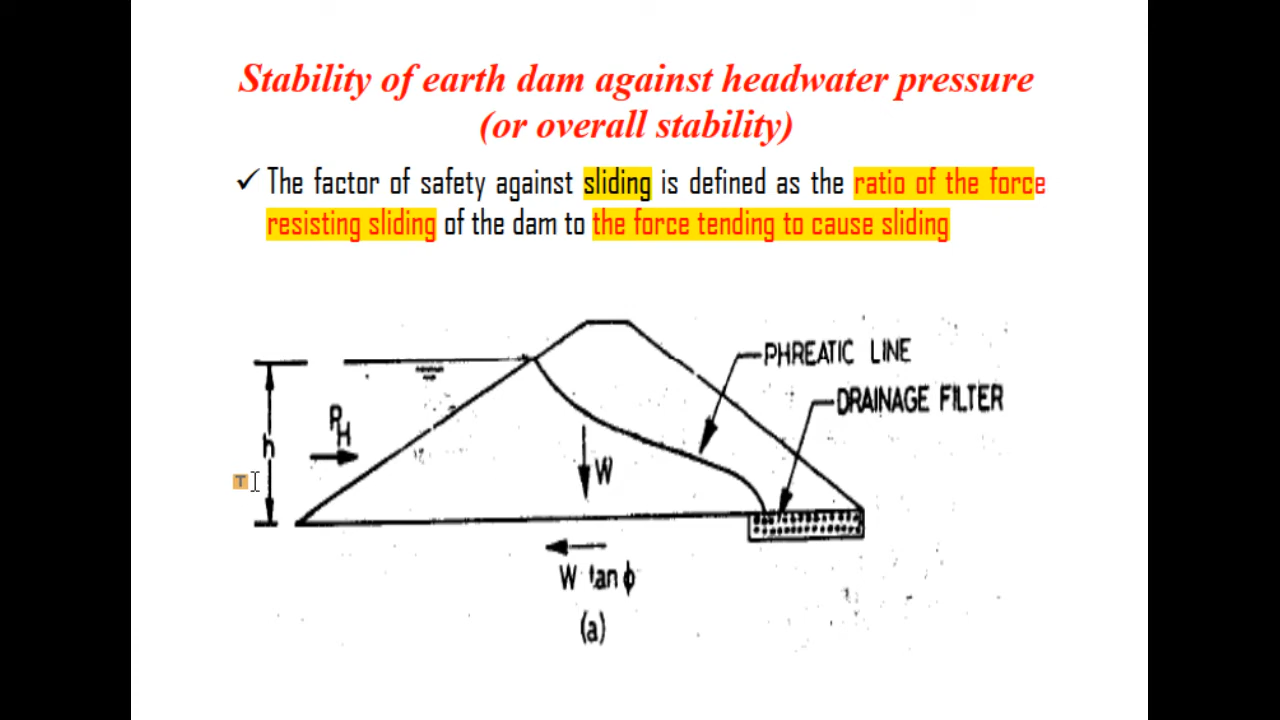 Stability of earth dam against headwater pressure
(or overall stability)
✓ The factor of safety against sliding is defined as the ratio of the force
resisting sliding of the dam to the force tending to cause sliding
PHREATIC LINE
DRAINAGE FILTER
P_H
h
W
T
W tan ϕ
(a)